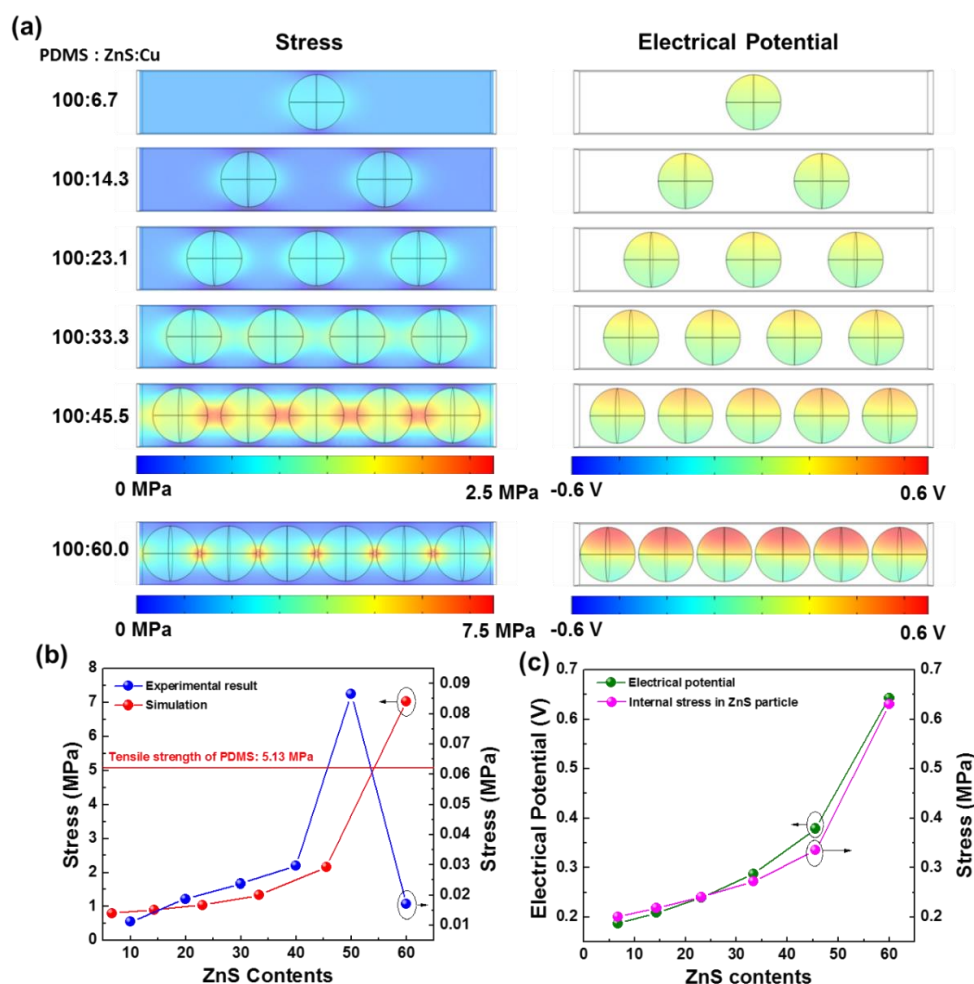 (a)
Stress
Electrical Potential
PDMS : ZnS:Cu
100:6.7
100:14.3
100:23.1
100:33.3
100:45.5
0 MPa
2.5 MPa
-0.6 V
0.6 V
100:60.0
0 MPa
7.5 MPa
-0.6 V
0.6 V
(b)
8
7
6
5
4
3
2
1
0
Stress (MPa)
Experimental result
Simulation
Tensile strength of PDMS: 5.13 MPa
0.09
0.08
0.07
0.06
0.05
0.04
0.03
0.02
0.01
Stress (MPa)
10 20 30 40 50 60
ZnS Contents
(c)
0.7
0.6
0.5
0.4
0.3
0.2
Electrical Potential (V)
Electrical potential
Internal stress in ZnS particle
0.7
0.6
0.5
0.4
0.3
0.2
Stress (MPa)
0 10 20 30 40 50 60
ZnS contents